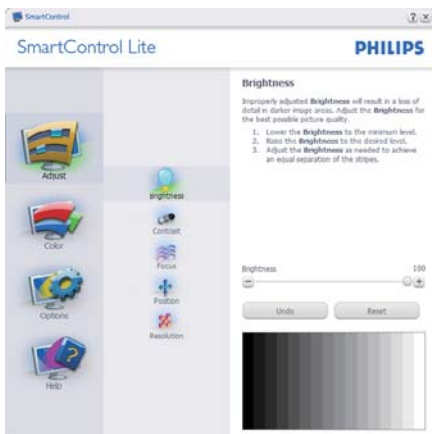 SmartControl
SmartControl Lite
PHILIPS
Adjust
Color
Options
Help
Brightness
Contrast
Focus
Position
Resolution
Brightness
Improperly adjusted Brightness will result in a loss of
detail in darker image areas. Adjust the Brightness for
the best possible picture quality.
1. Lower the Brightness to the minimum level.
2. Raise the Brightness to the desired level.
3. Adjust the Brightness as needed to achieve
an equal separation of the stripes.
Brightness 100
Undo Reset